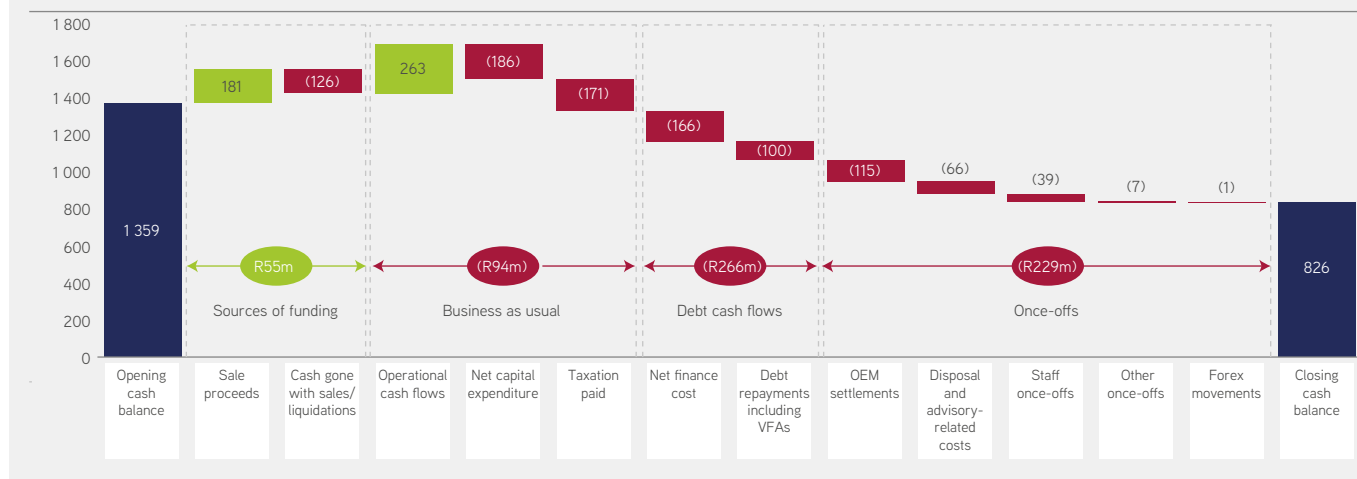 1 800
1 600
1 400
1 200
1 000
800
600
400
200
0
1 359
181
(126)
263
(186)
(171)
(166)
(100)
(115)
(66)
(39)
(7)
(1)
826
R55m
(R94m)
(R266m)
(R229m)
Sources of funding
Business as usual
Debt cash flows
Once-offs
Opening
cash
balance
Sale
proceeds
Cash gone
with sales/
liquidations
Operational
cash flows
Net capital
expenditure
Taxation
paid
Net finance
cost
Debt
repayments
including
VFAs
OEM
settlements
Disposal
and
advisory-
related
costs
Staff
once-offs
Other
once-offs
Forex
movements
Closing
cash
balance